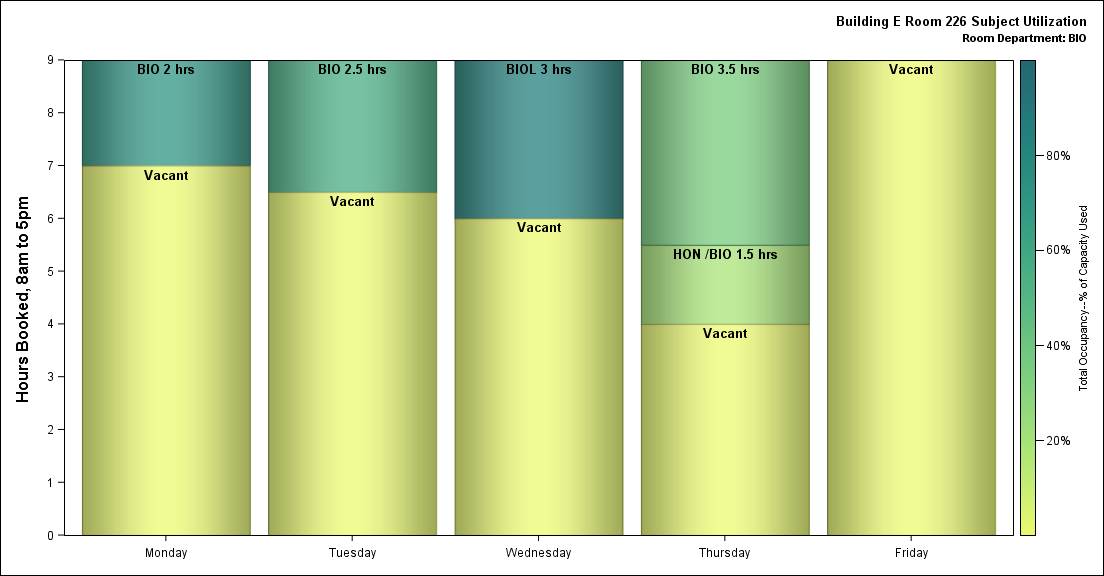 Building E Room 226 Subject Utilization
Room Department: BIO
Hours Booked, 8am to 5pm
9
8
7
6
5
4
3
2
1
0
BIO 2 hrs
Vacant
BIO 2.5 hrs
Vacant
BIOL 3 hrs
Vacant
BIO 3.5 hrs
HON /BIO 1.5 hrs
Vacant
Vacant
Monday
Tuesday
Wednesday
Thursday
Friday
80%
60%
40%
20%
Total Occupancy--% of Capacity Used